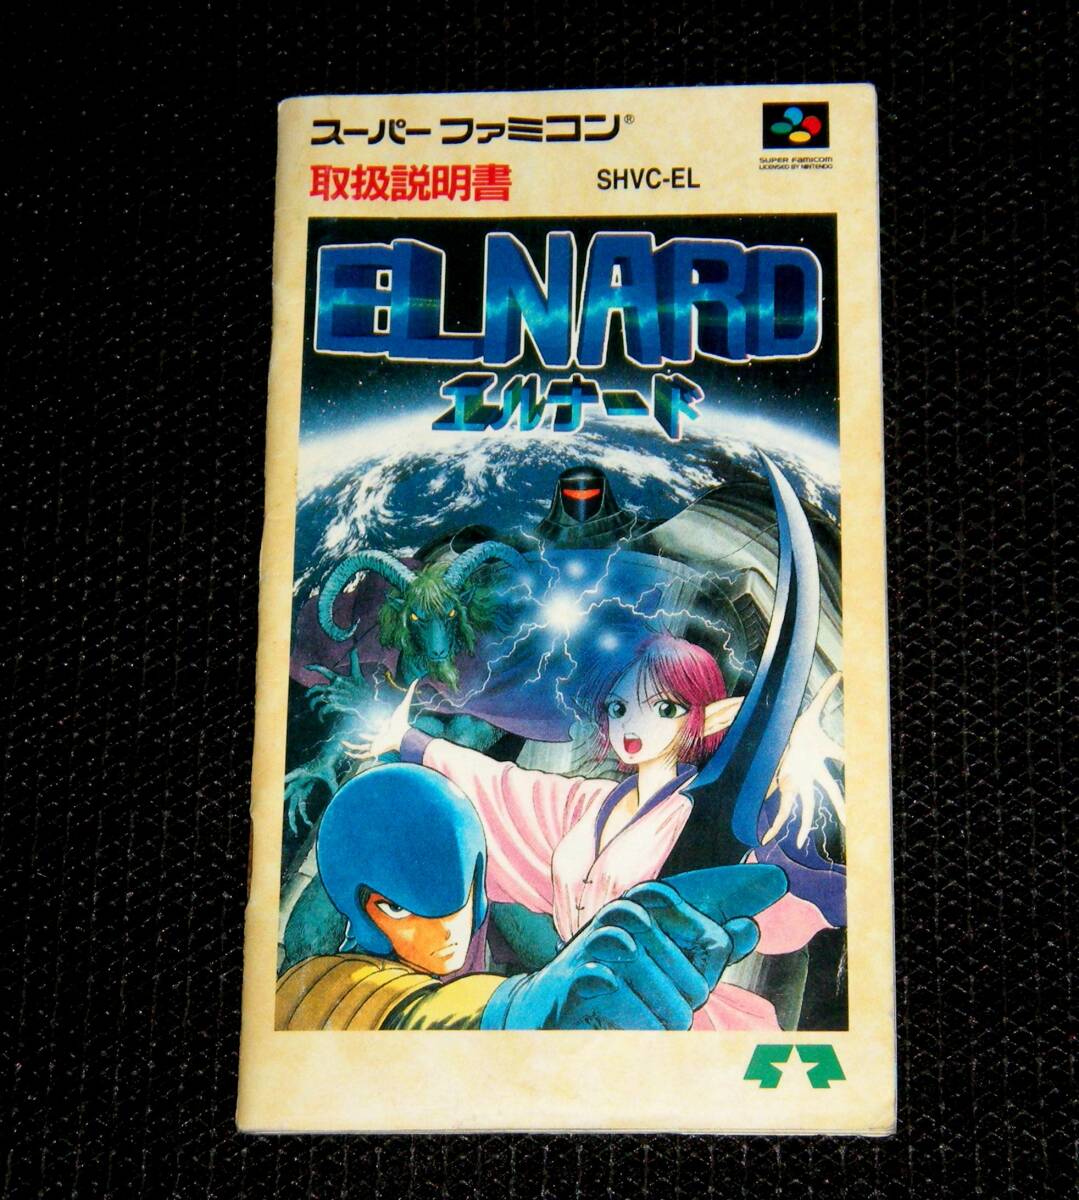 スーパーファミコン®
取扱説明書
SHVC-EL
SUPER FAMICOM
LICENSED BY NINTENDO
ELNARD
エルナード